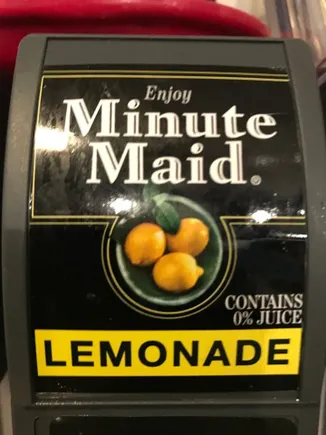 Enjoy
Minute
Maid®
CONTAINS
0% JUICE
LEMONADE